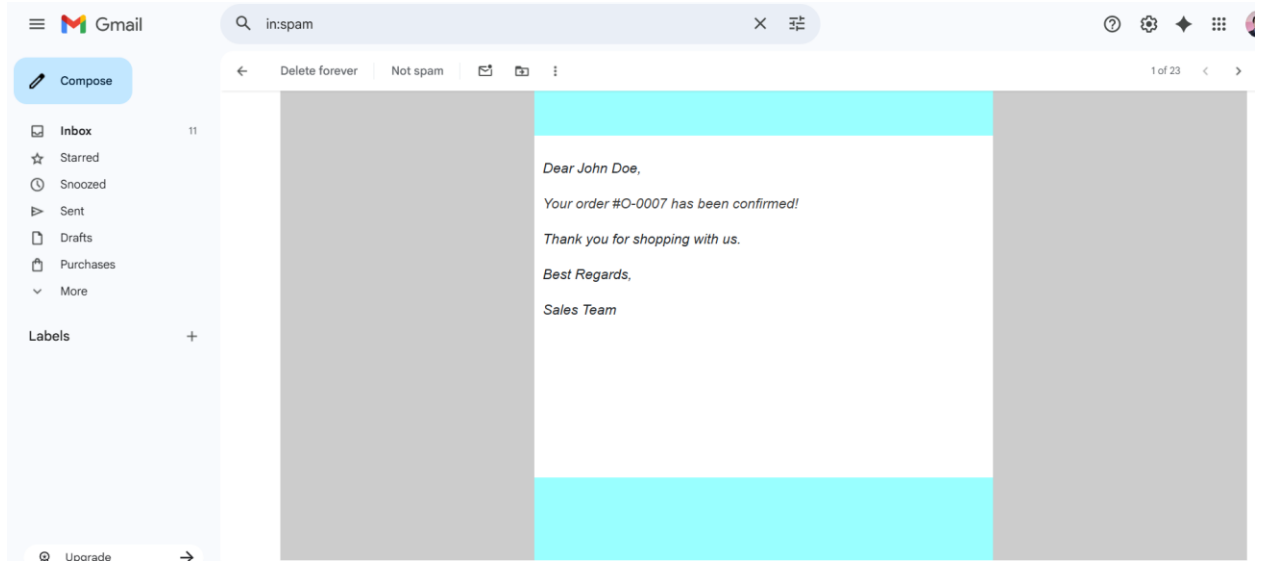 Gmail
in:spam
Compose
Delete forever
Not spam
1 of 23
Inbox
11
Starred
Snoozed
Sent
Drafts
Purchases
More
Labels
Upgrade
Dear John Doe,
Your order #O-0007 has been confirmed!
Thank you for shopping with us.
Best Regards,
Sales Team